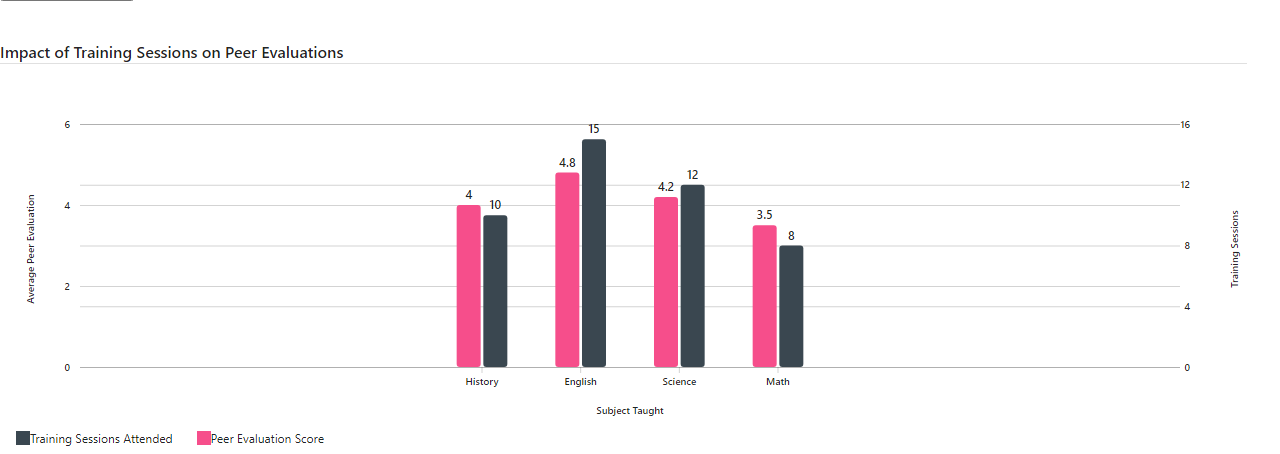 Impact of Training Sessions on Peer Evaluations
6
4
2
0
Average Peer Evaluation
16
12
8
4
0
Training Sessions
4
10
4.8
15
4.2
12
3.5
8
History
English
Science
Math
Subject Taught
Training Sessions Attended
Peer Evaluation Score